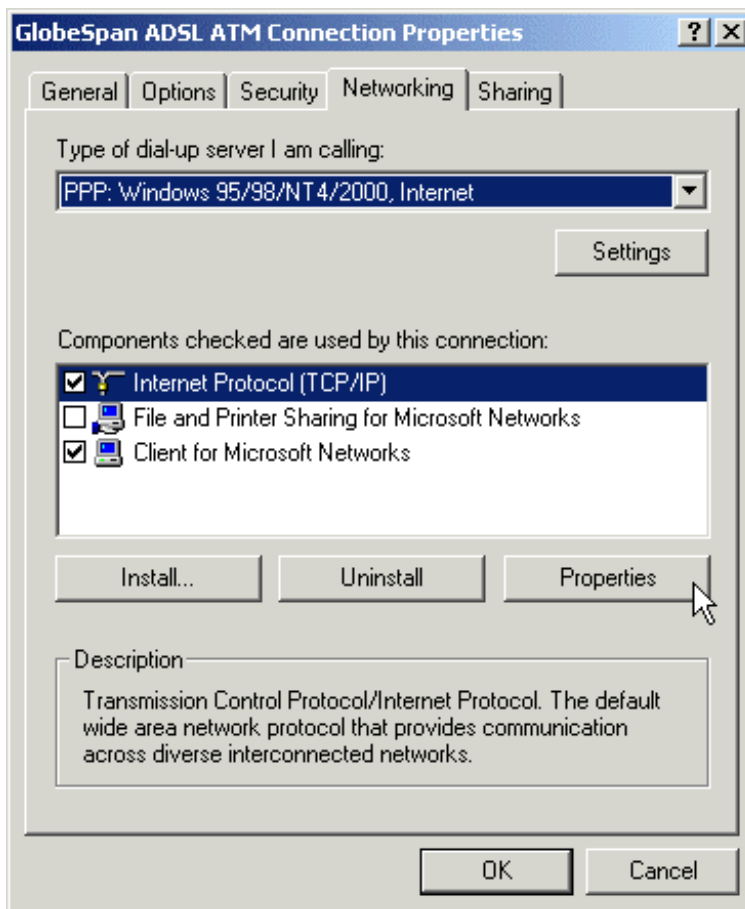 GlobeSpan ADSL ATM Connection Properties
General Options Security Networking Sharing
Type of dial-up server I am calling:
PPP: Windows 95/98/NT4/2000, Internet
Settings
Components checked are used by this connection:
Internet Protocol (TCP/IP)
File and Printer Sharing for Microsoft Networks
Client for Microsoft Networks
Install... Uninstall Properties
Description
Transmission Control Protocol/Internet Protocol. The default
wide area network protocol that provides communication
across diverse interconnected networks.
OK Cancel